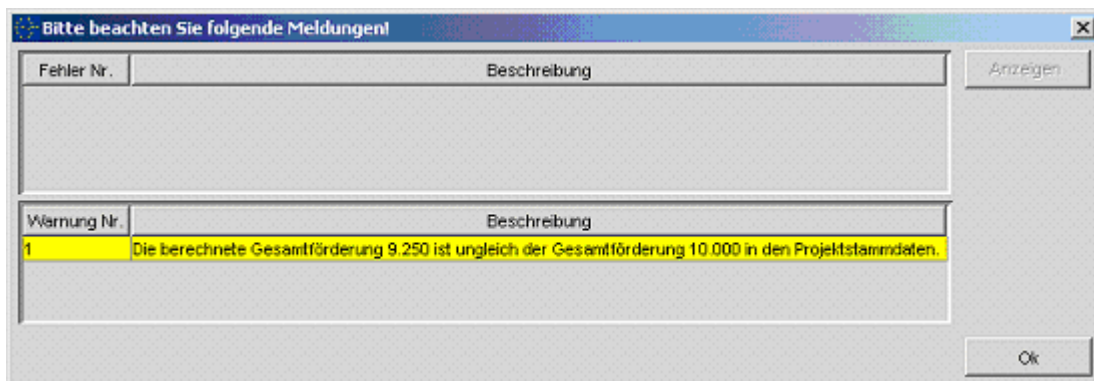 Bitte beachten Sie folgende Meldungen!
Fehler Nr. Beschreibung Anzeigen
Warnung Nr. Beschreibung
1 Die berechnete Gesamtförderung 9.250 ist ungleich der Gesamtförderung 10.000 in den Projektstammdaten.
Ok